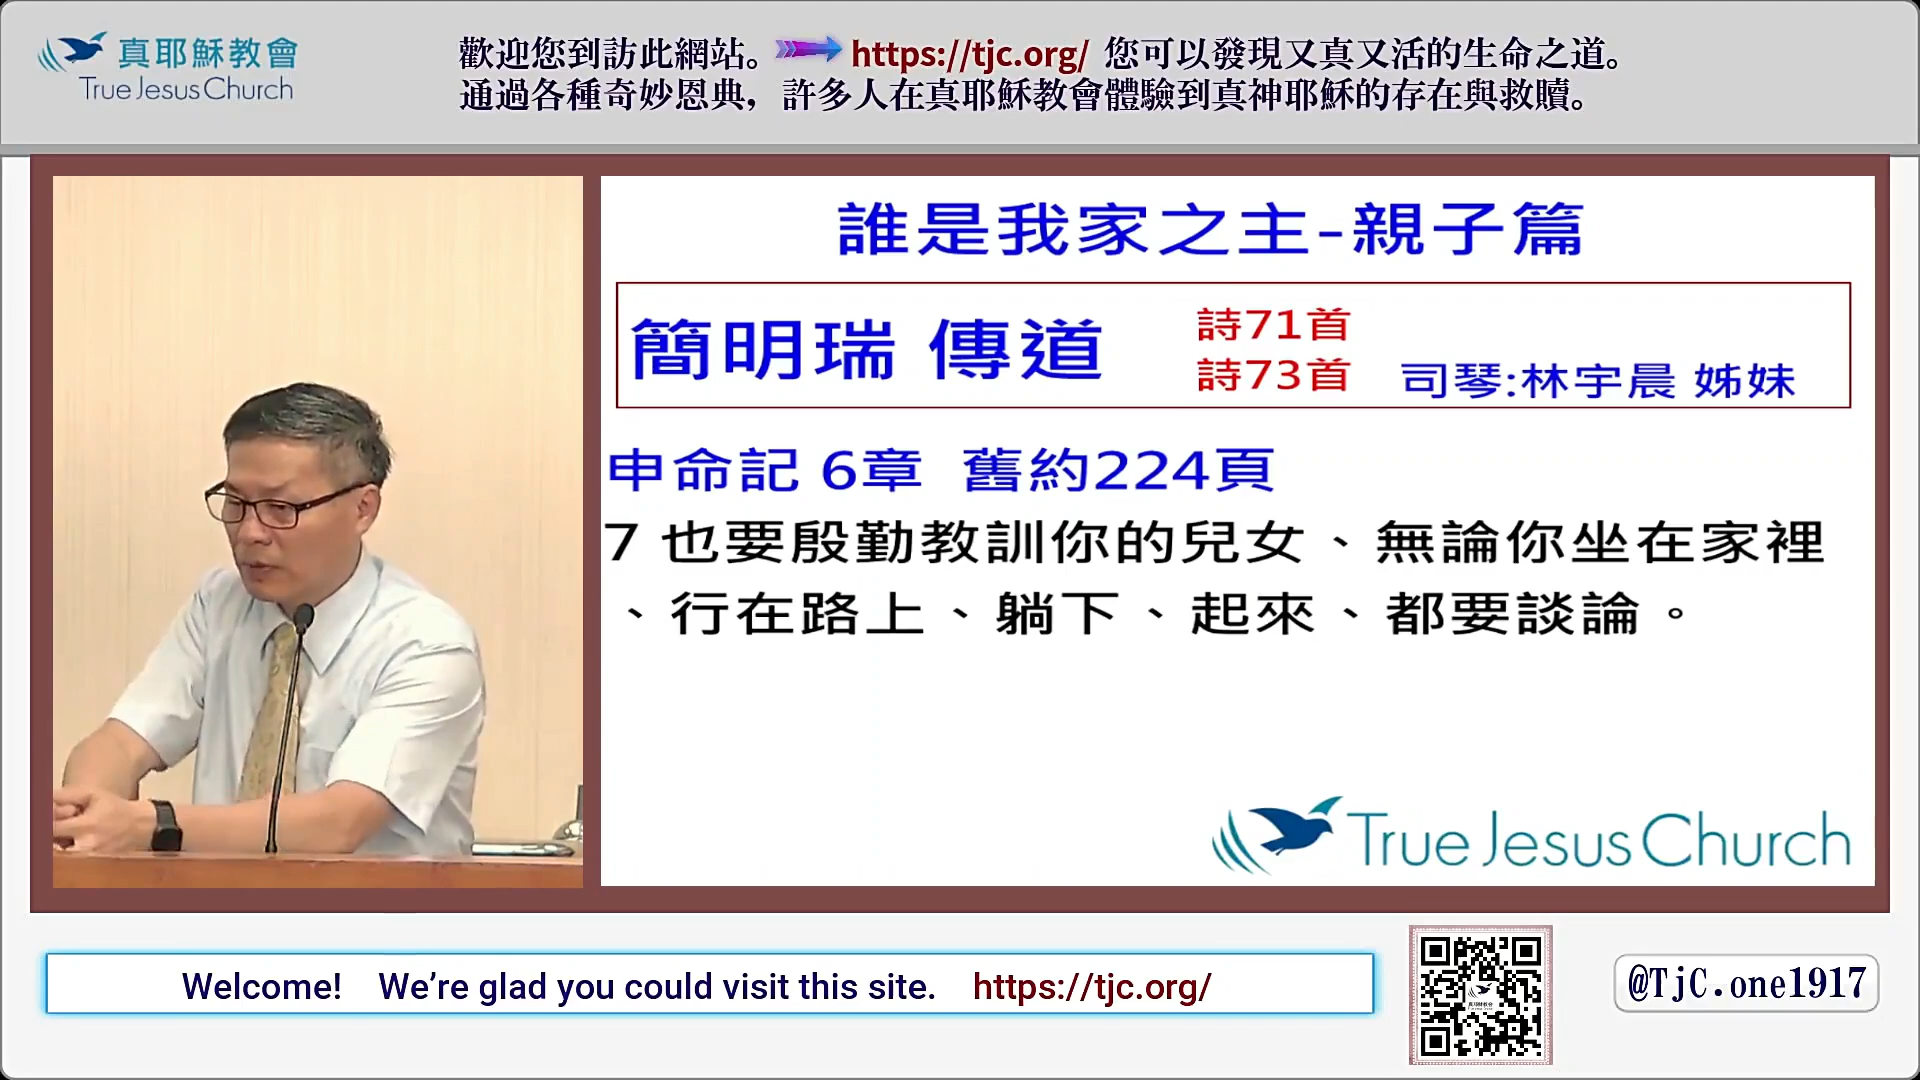 真耶穌教會
True Jesus Church
歡迎您到訪此網站。 https://tjc.org/ 您可以發現又真又活的生命之道。
通過各種奇妙恩典，許多人在真耶穌教會體驗到真神耶穌的存在與救贖。
誰是我家之主-親子篇
簡明瑞 傳道
詩71首
詩73首
司琴:林宇晨 姊妹
申命記 6章 舊約224頁
7 也要殷勤教訓你的兒女、無論你坐在家裡
、行在路上、躺下、起來、都要談論。
True Jesus Church
Welcome! We’re glad you could visit this site. https://tjc.org/
@TjC.one1917